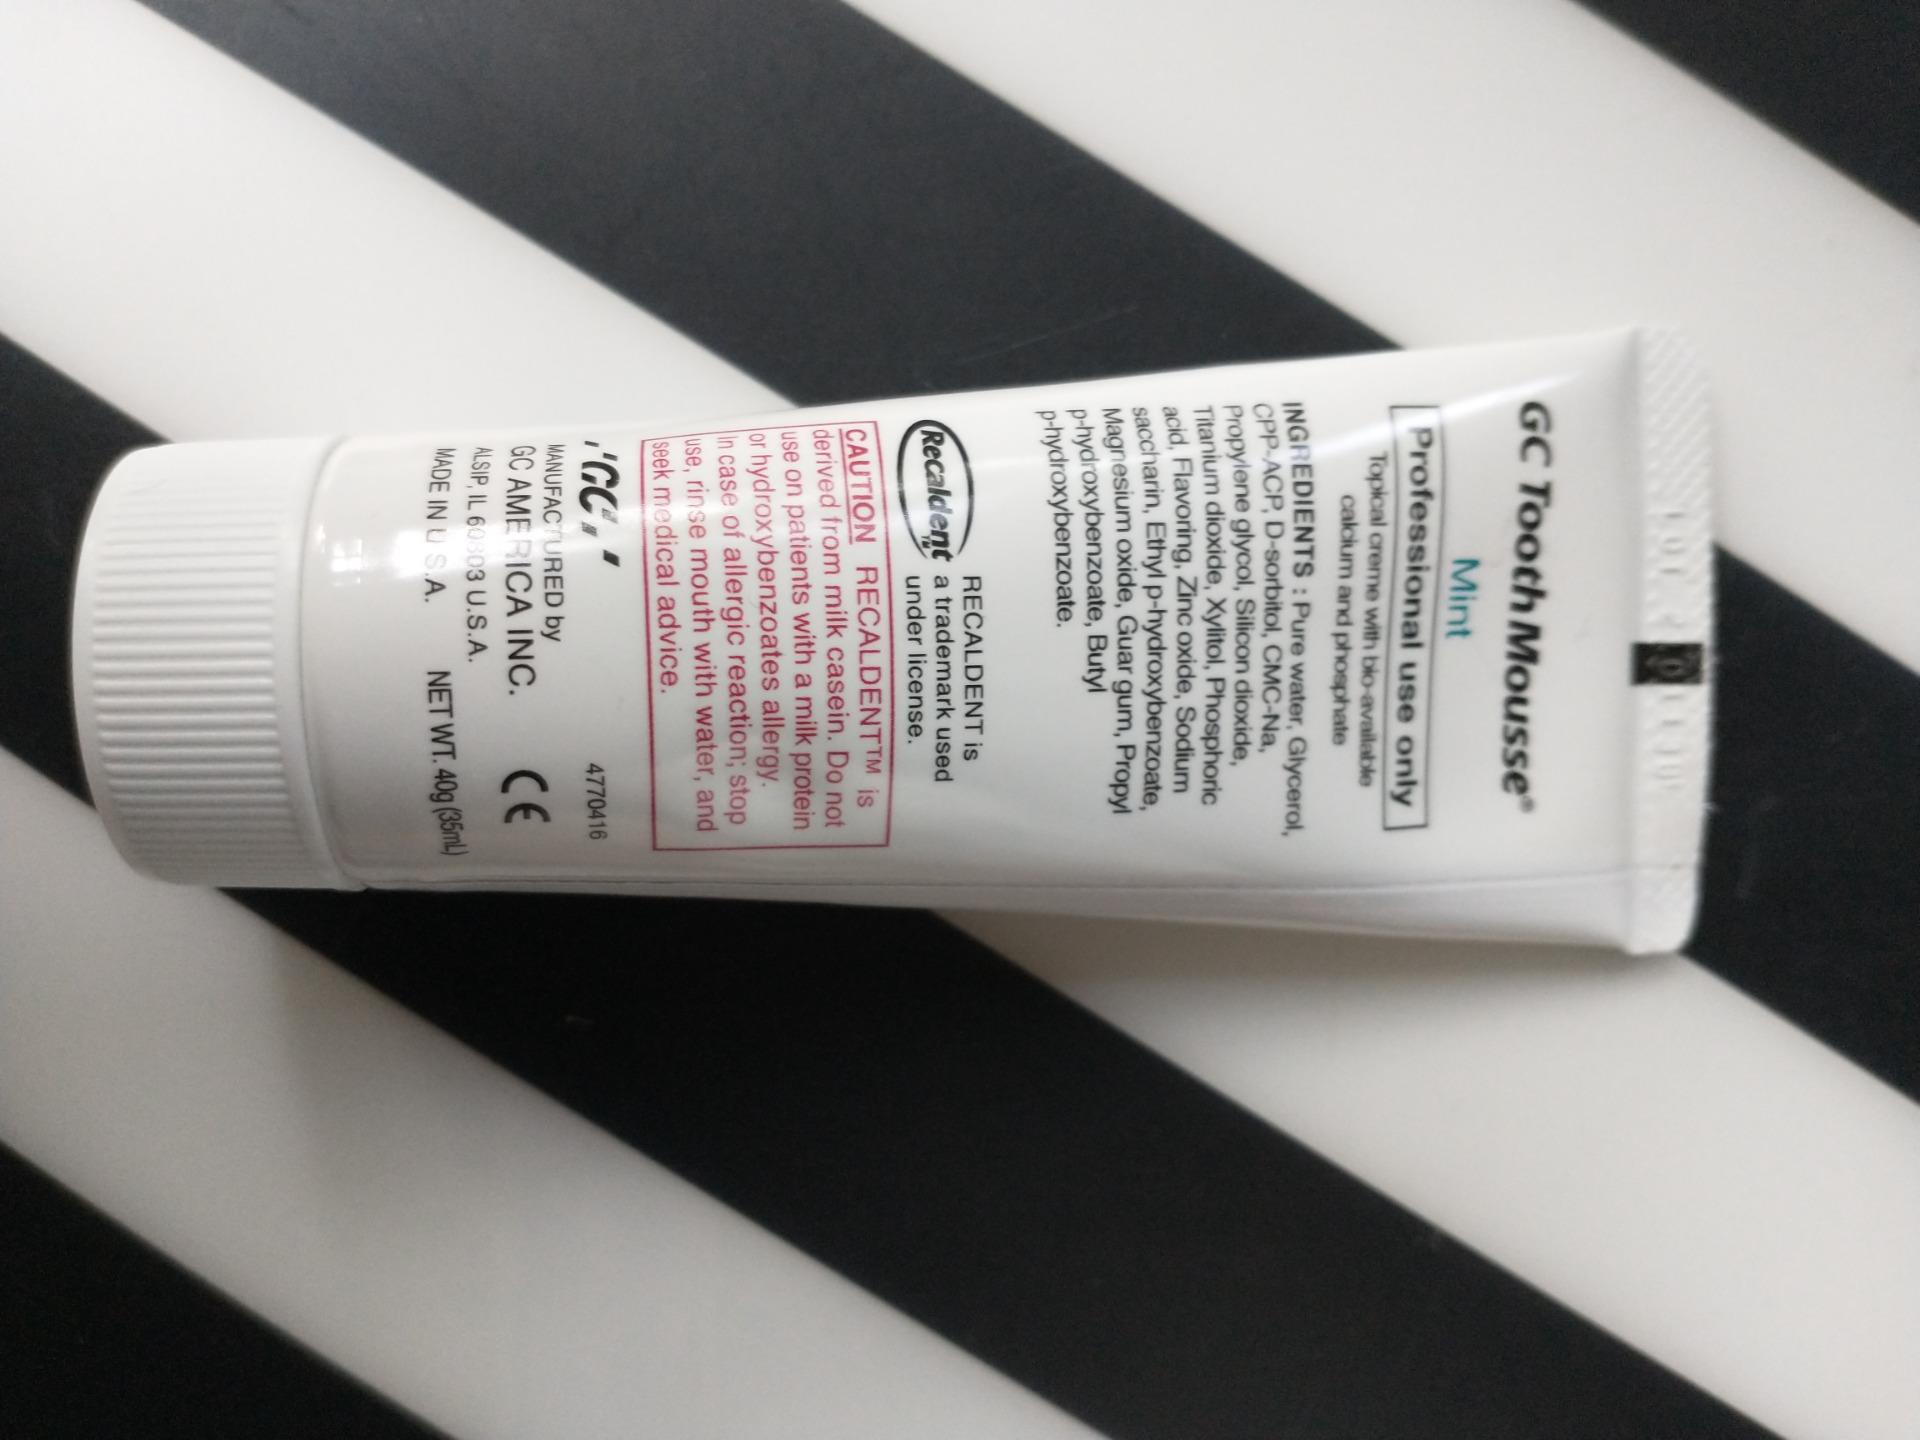 GC Tooth Mousse®
Mint
Professional use only
Topical creme with bio-available
calcium and phosphate
INGREDIENTS : Pure water, Glycerol,
CPP-ACP, D-sorbitol, CMC-Na,
Propylene glycol, Silicon dioxide,
Titanium dioxide, Xylitol, Phosphoric
acid, Flavoring, Zinc oxide, Sodium
saccharin, Ethyl p-hydroxybenzoate,
Magnesium oxide, Guar gum, Propyl
p-hydroxybenzoate, Butyl
p-hydroxybenzoate.
Recaldent™
RECALDENT is
a trademark used
under license.
CAUTION RECALDENT™ is
derived from milk casein. Do not
use on patients with a milk protein
or hydroxybenzoates allergy.
In case of allergic reaction; stop
use, rinse mouth with water, and
seek medical advice.
GC
4770416
MANUFACTURED by
GC AMERICA INC.
CE
ALSIP, IL 60803 U.S.A.
MADE IN U.S.A. NET WT. 40g (35mL)